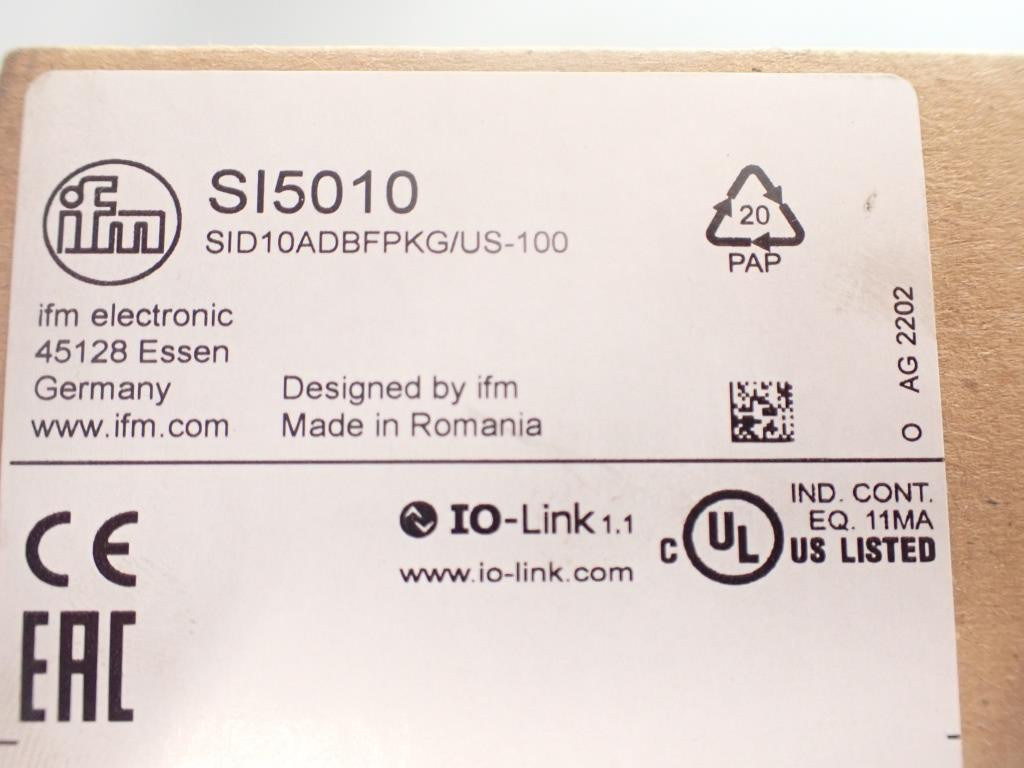 ifm
SI5010
SID10ADBFPKG/US-100
20
PAP
ifm electronic
45128 Essen
Germany
www.ifm.com
Designed by ifm
Made in Romania
O AG 2202
CE
EAC
IO-Link 1.1
www.io-link.com
C UL US LISTED
IND. CONT.
EQ. 11MA